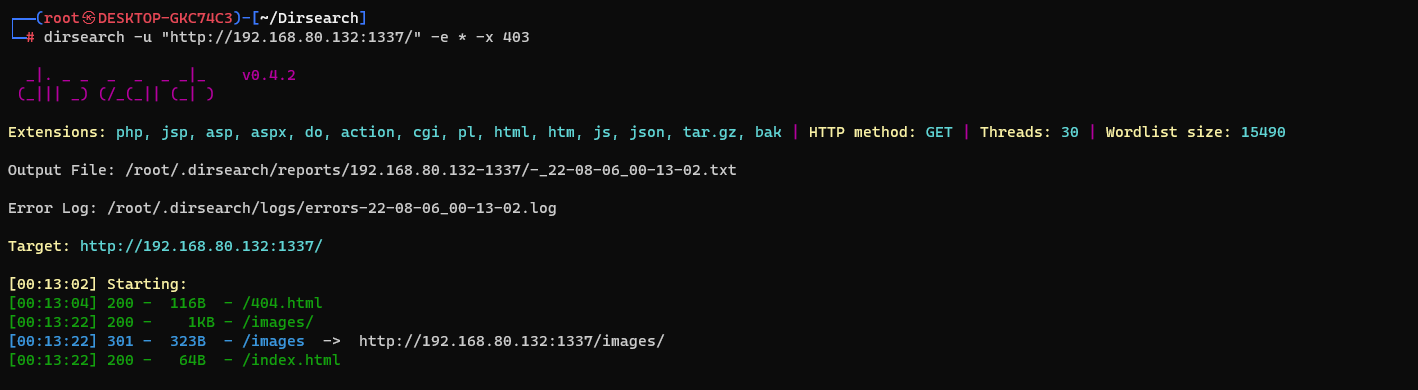 ┌──(root㉿DESKTOP-GKC74C3)-[~/Dirsearch]
└─# dirsearch -u "http://192.168.80.132:1337/" -e * -x 403
  _|. _ _  _  _  _ _|_    v0.4.2
 (_||| _) (/_(_|| (_| )
Extensions: php, jsp, asp, aspx, do, action, cgi, pl, html, htm, js, json, tar.gz, bak | HTTP method: GET | Threads: 30 | Wordlist size: 15490
Output File: /root/.dirsearch/reports/192.168.80.132-1337/-_22-08-06_00-13-02.txt
Error Log: /root/.dirsearch/logs/errors-22-08-06_00-13-02.log
Target: http://192.168.80.132:1337/
[00:13:02] Starting:
[00:13:04] 200 -  116B  - /404.html
[00:13:22] 200 -    1KB - /images/
[00:13:22] 301 -  323B  - /images  ->  http://192.168.80.132:1337/images/
[00:13:22] 200 -   64B  - /index.html